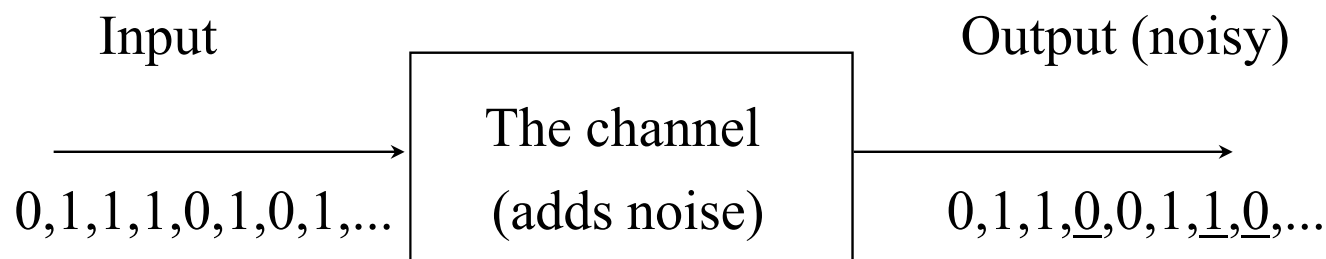 Input
Output (noisy)
The channel
(adds noise)
0,1,1,1,0,1,0,1,...
0,1,1,0,0,1,1,0,...